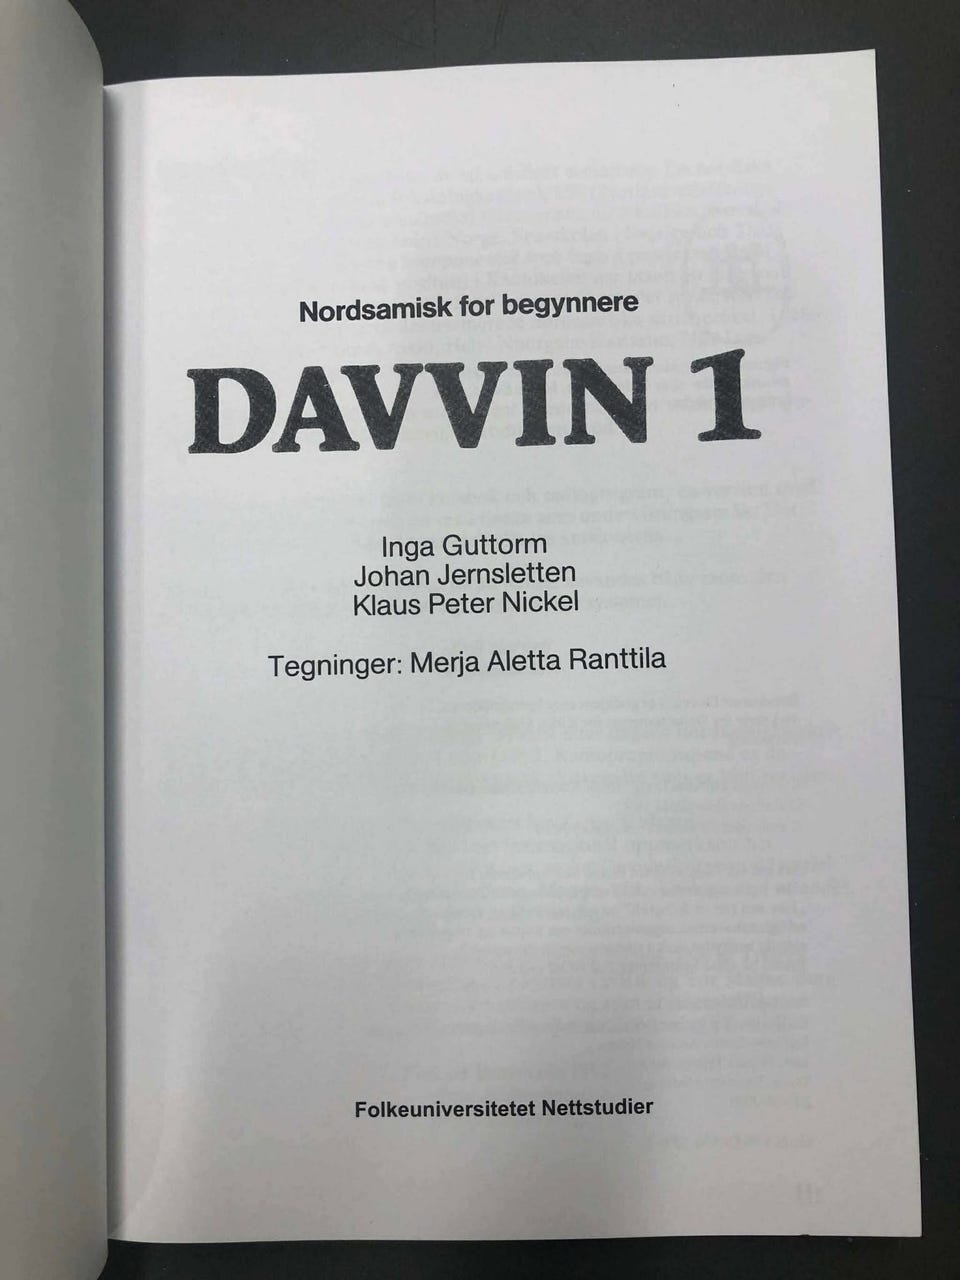 Nordsamisk for begynnere
DAVVIN 1
Inga Guttorm
Johan Jernsletten
Klaus Peter Nickel
Tegninger: Merja Aletta Ranttila
Folkeuniversitetet Nettstudier